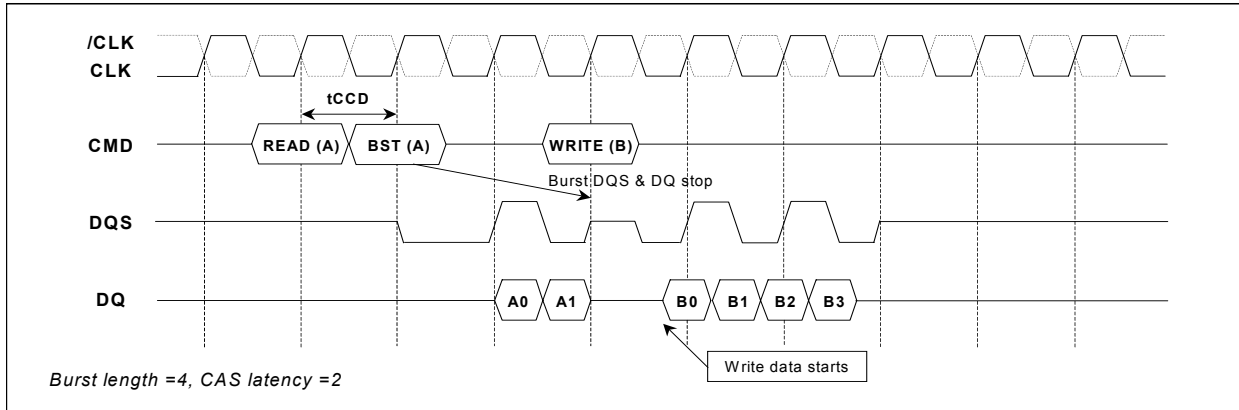 /CLK
CLK
tCCD
CMD READ (A) BST (A) WRITE (B)
Burst DQS & DQ stop
DQS
DQ A0 A1 B0 B1 B2 B3
Write data starts
Burst length =4, CAS latency =2